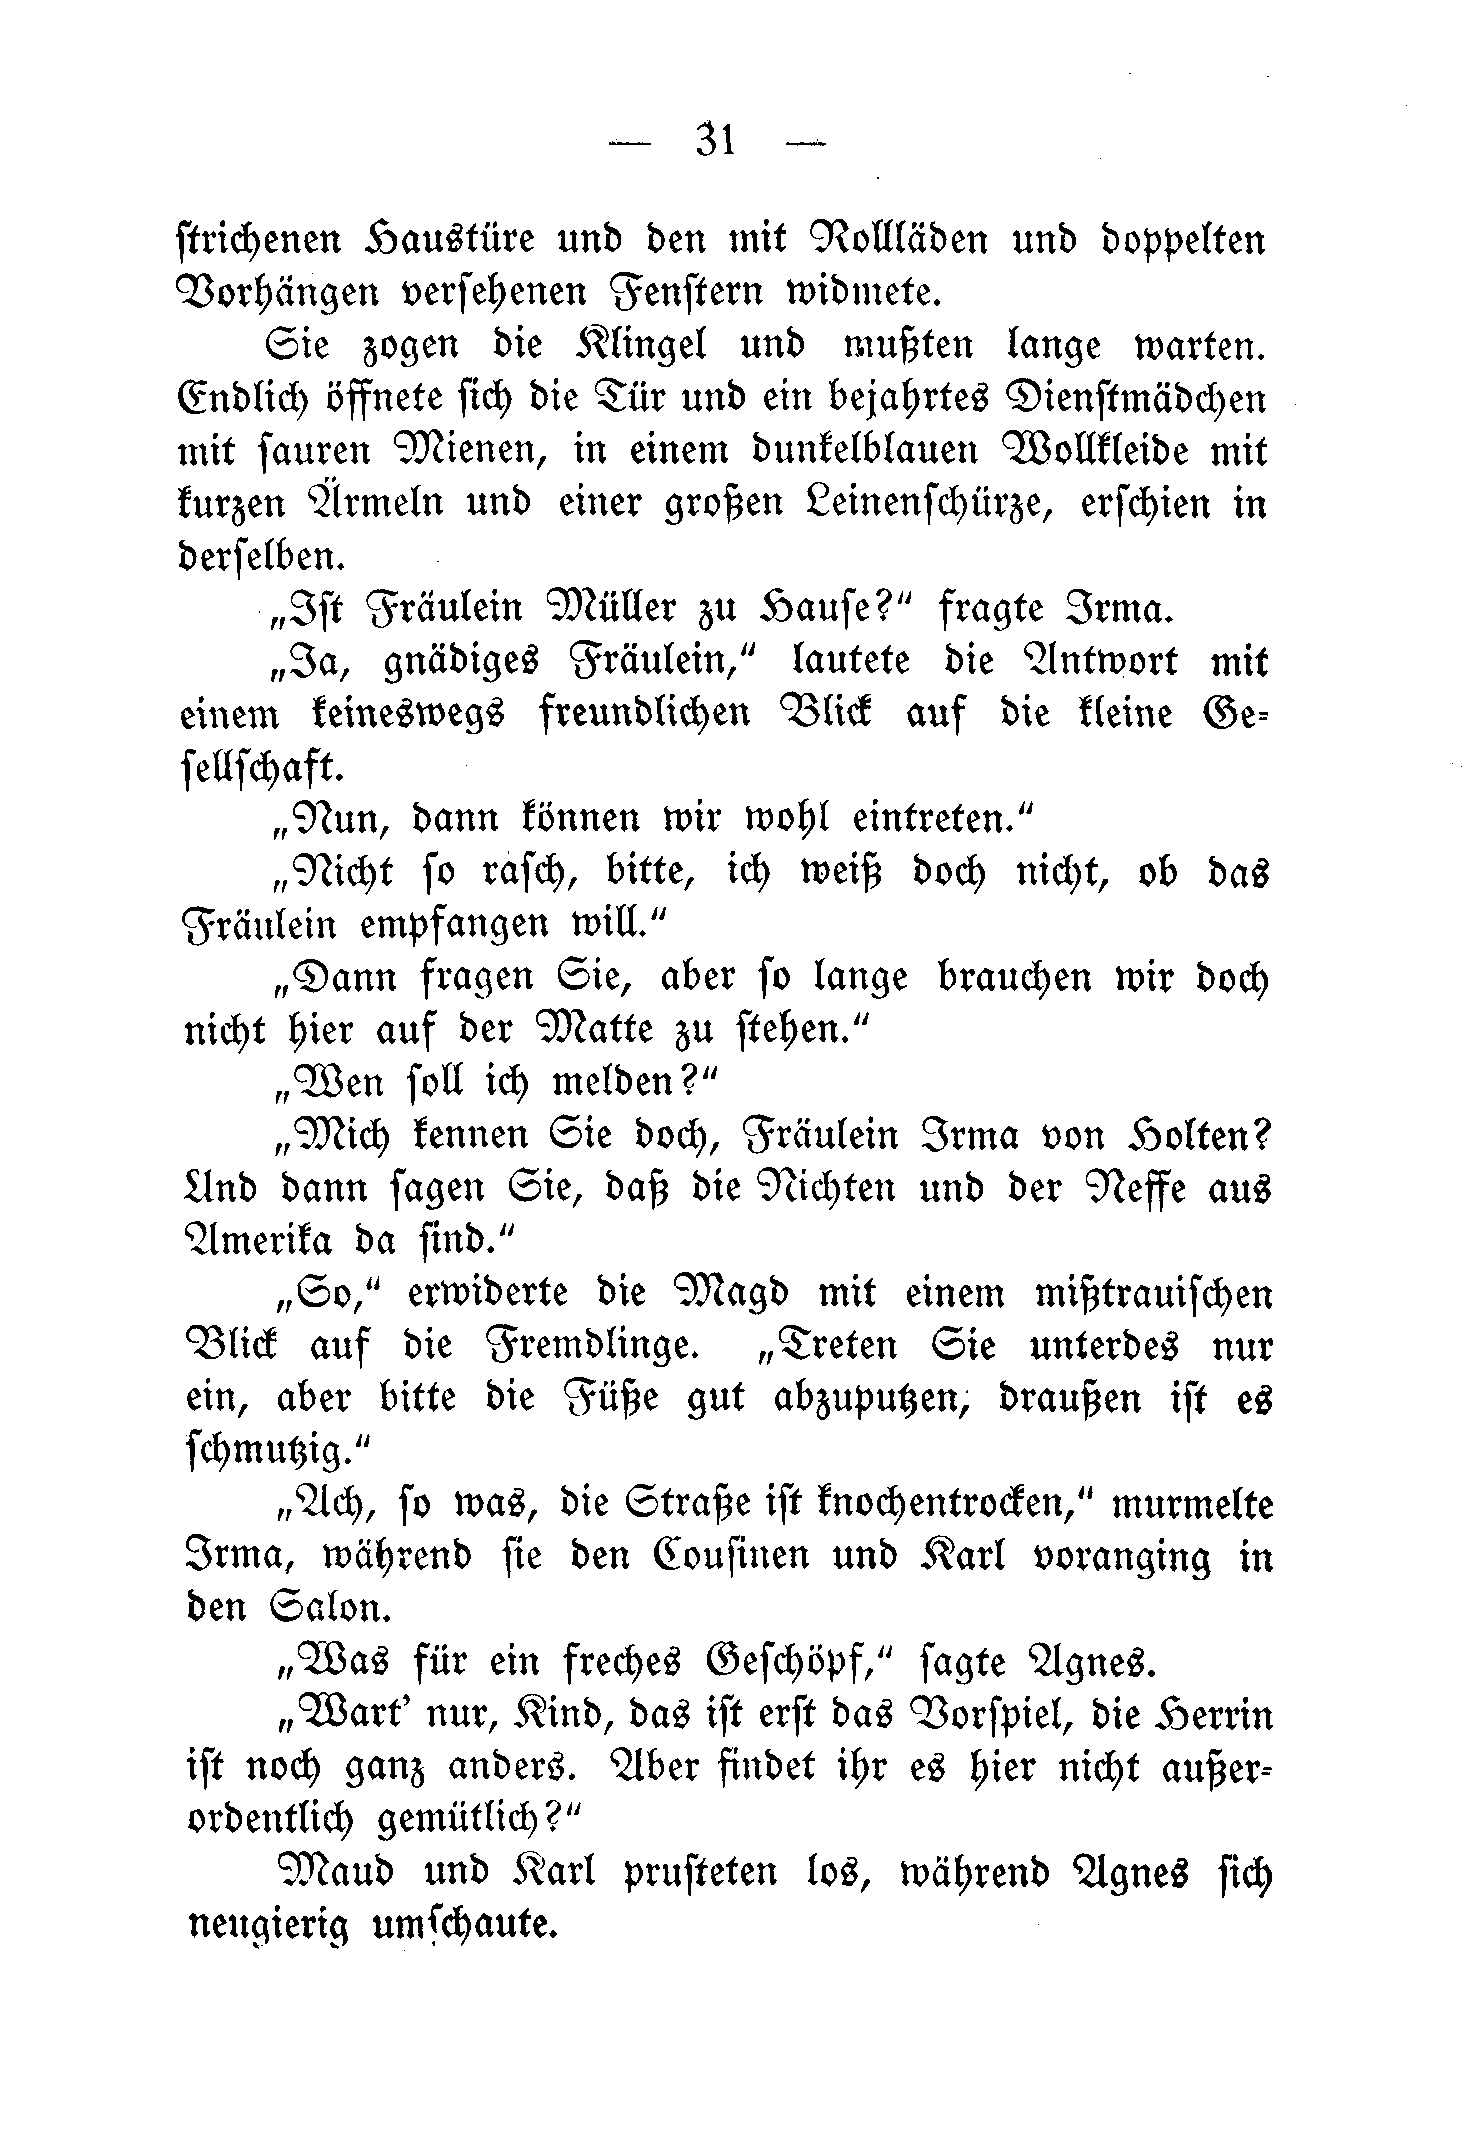 — 31 —
strichenen Haustüre und den mit Rollläden und doppelten
Vorhängen versehenen Fenstern widmete.
Sie zogen die Klingel und mußten lange warten.
Endlich öffnete sich die Tür und ein bejahrtes Dienstmädchen
mit sauren Mienen, in einem dunkelblauen Wollkleide mit
kurzen Ärmeln und einer großen Leinenschürze, erschien in
derselben.
„Ist Fräulein Müller zu Hause?“ fragte Irma.
„Ja, gnädiges Fräulein,“ lautete die Antwort mit
einem keineswegs freundlichen Blick auf die kleine Ge-
sellschaft.
„Nun, dann können wir wohl eintreten.“
„Nicht so rasch, bitte, ich weiß doch nicht, ob das
Fräulein empfangen will.“
„Dann fragen Sie, aber so lange brauchen wir doch
nicht hier auf der Matte zu stehen.“
„Wen soll ich melden?“
„Mich kennen Sie doch, Fräulein Irma von Holten?
Und dann sagen Sie, daß die Nichten und der Neffe aus
Amerika da sind.“
„So,“ erwiderte die Magd mit einem mißtrauischen
Blick auf die Fremdlinge. „Treten Sie unterdes nur
ein, aber bitte die Füße gut abzuputzen; draußen ist es
schmutzig.“
„Ach, so was, die Straße ist knochentrocken,“ murmelte
Irma, während sie den Cousinen und Karl voranging in
den Salon.
„Was für ein freches Geschöpf,“ sagte Agnes.
„Wart’ nur, Kind, das ist erst das Vorspiel, die Herrin
ist noch ganz anders. Aber findet ihr es hier nicht außer-
ordentlich gemütlich?“
Maud und Karl prusteten los, während Agnes sich
neugierig umschaute.